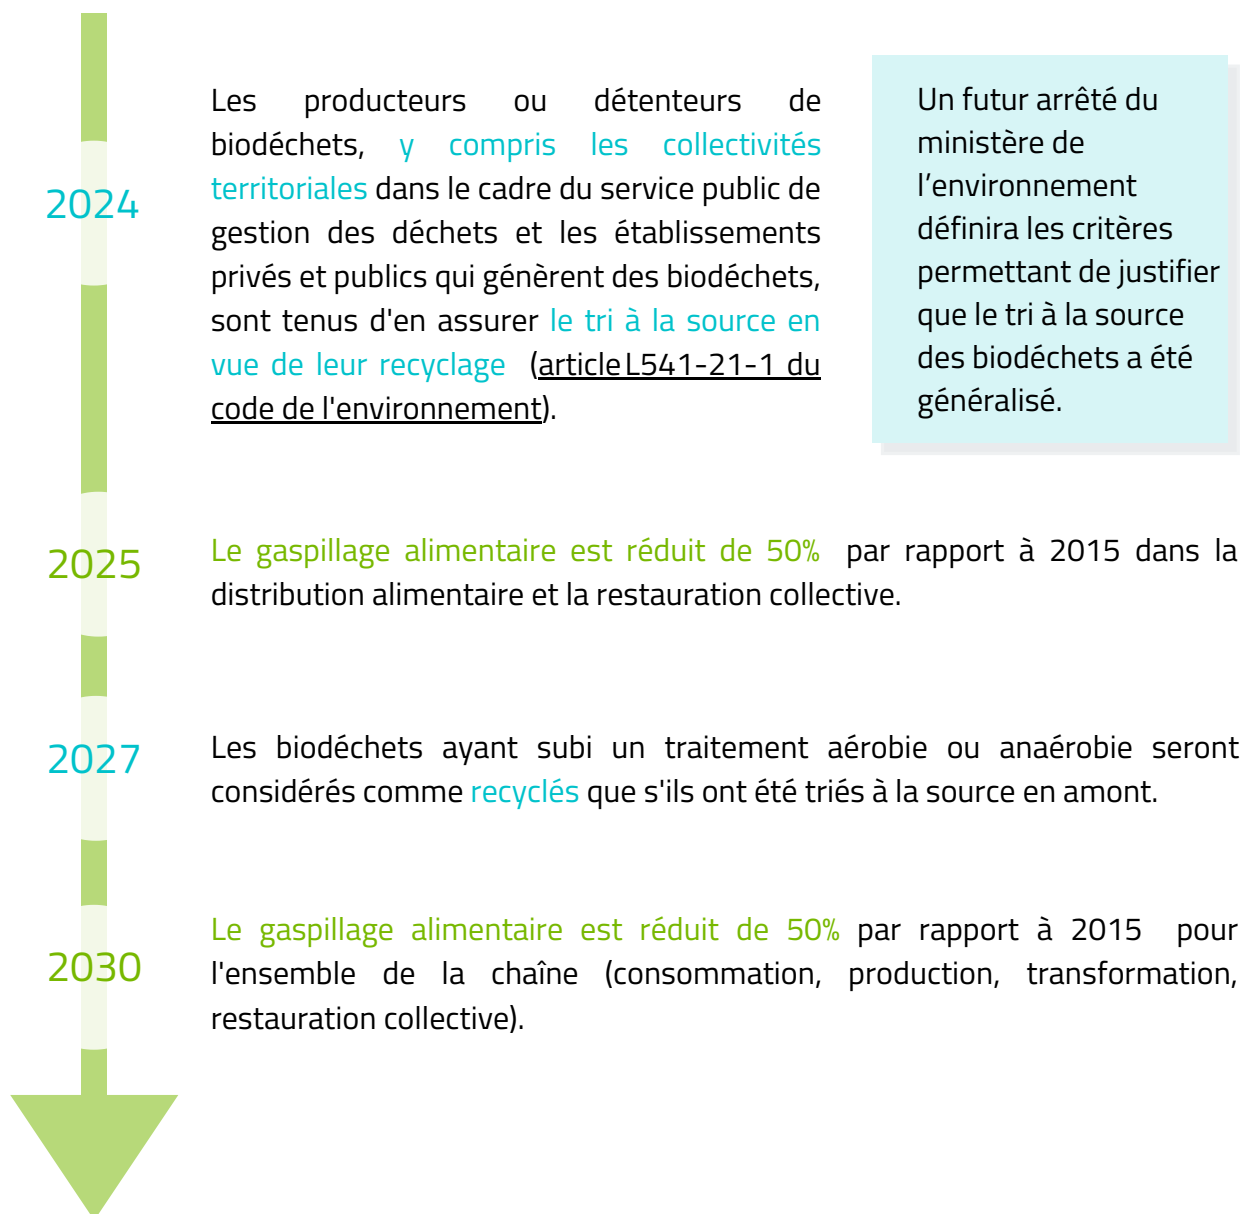 2024
Les producteurs ou détenteurs de
biodéchets, y compris les collectivités
territoriales dans le cadre du service public de
gestion des déchets et les établissements
privés et publics qui génèrent des biodéchets,
sont tenus d'en assurer le tri à la source en
vue de leur recyclage (article L541-21-1 du
code de l'environnement).
Un futur arrêté du
ministère de
l’environnement
définira les critères
permettant de justifier
que le tri à la source
des biodéchets a été
généralisé.
2025
Le gaspillage alimentaire est réduit de 50% par rapport à 2015 dans la
distribution alimentaire et la restauration collective.
2027
Les biodéchets ayant subi un traitement aérobie ou anaérobie seront
considérés comme recyclés que s'ils ont été triés à la source en amont.
2030
Le gaspillage alimentaire est réduit de 50% par rapport à 2015 pour
l'ensemble de la chaîne (consommation, production, transformation,
restauration collective).